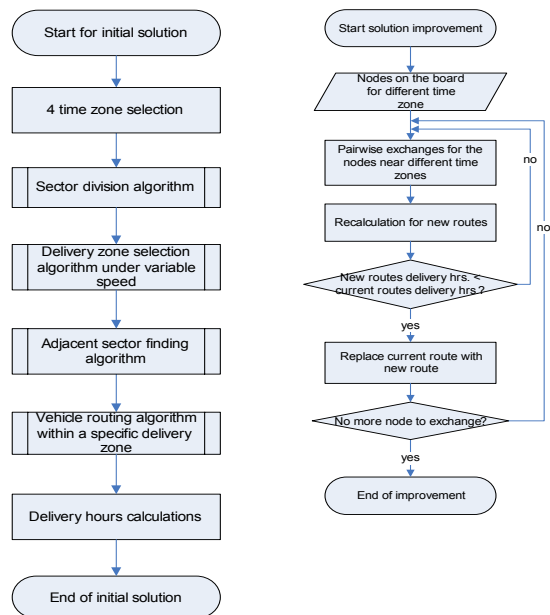 Start for initial solution
4 time zone selection
Sector division algorithm
Delivery zone selection
algorithm under variable
speed
Adjacent sector finding
algorithm
Vehicle routing algorithm
within a specific delivery
zone
Delivery hours calculations
End of initial solution
Start solution improvement
Nodes on the board
for different time
zone
Pairwise exchanges for the
nodes near different time
zones
no
Recalculation for new routes
no
New routes delivery hrs. <
current routes delivery hrs.?
yes
Replace current route with
new route
No more node to exchange?
yes
End of improvement